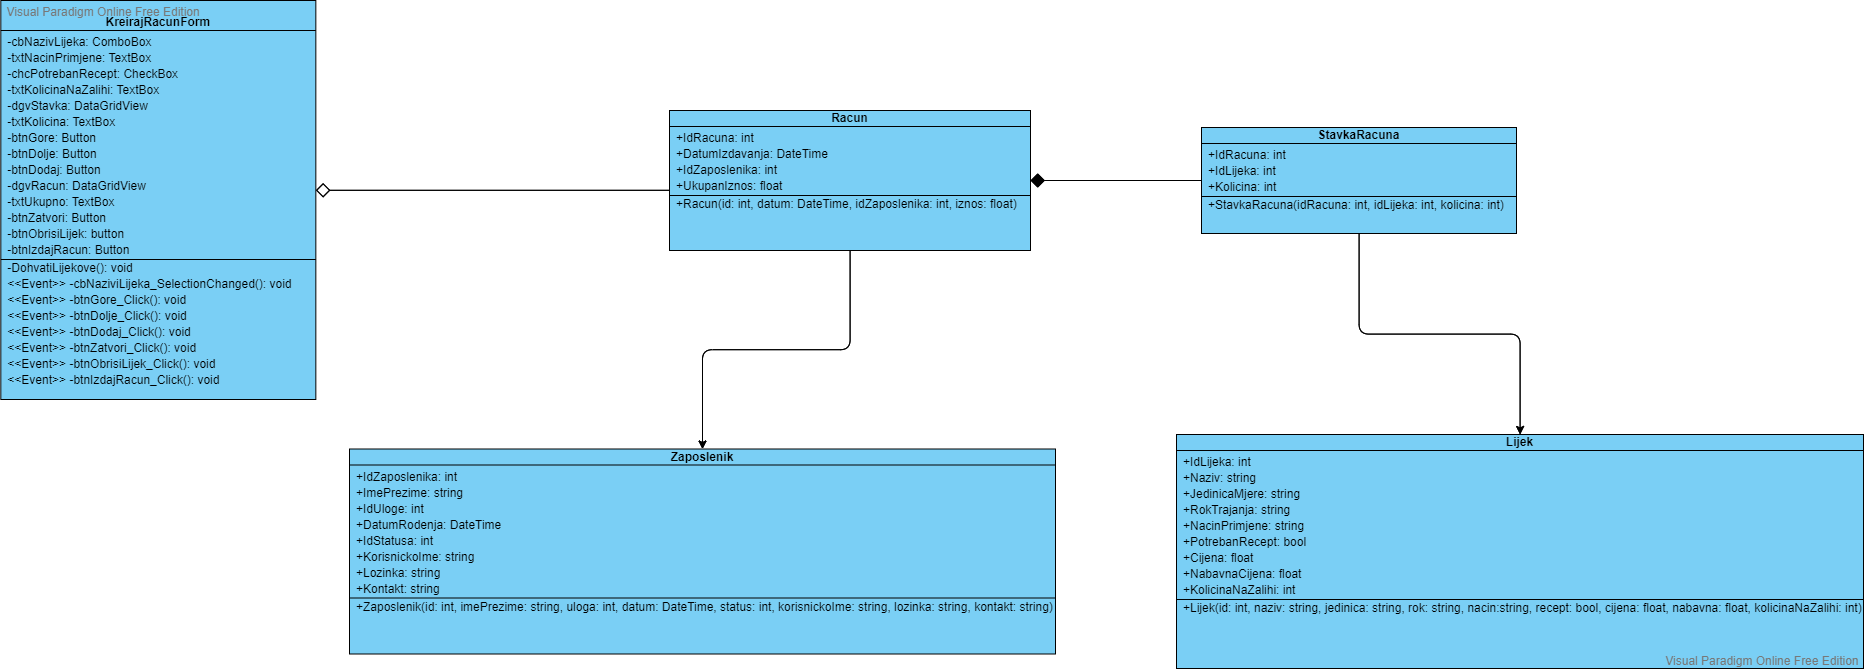 Visual Paradigm Online Free Edition
KreirajRacunForm
-cbNazivLijeka: ComboBox
-txtNacinPrimjene: TextBox
-chcPotrebanRecept: CheckBox
-txtKolicinaNaZalihi: TextBox
-dgvStavka: DataGridView
-txtKolicina: TextBox
-btnGore: Button
-btnDolje: Button
-btnDodaj: Button
-dgvRacun: DataGridView
-txtUkupno: TextBox
-btnZatvori: Button
-btnObrisiLijek: button
-btnIzdajRacun: Button
-DohvatiLijekove(): void
<<Event>> -cbNaziviLijeka_SelectionChanged(): void
<<Event>> -btnGore_Click(): void
<<Event>> -btnDolje_Click(): void
<<Event>> -btnDodaj_Click(): void
<<Event>> -btnZatvori_Click(): void
<<Event>> -btnObrisiLijek_Click(): void
<<Event>> -btnIzdajRacun_Click(): void
Racun
+IdRacuna: int
+DatumIzdavanja: DateTime
+IdZaposlenika: int
+UkupanIznos: float
+Racun(id: int, datum: DateTime, idZaposlenika: int, iznos: float)
StavkaRacuna
+IdRacuna: int
+IdLijeka: int
+Kolicina: int
+StavkaRacuna(idRacuna: int, idLijeka: int, kolicina: int)
Zaposlenik
+IdZaposlenika: int
+ImePrezime: string
+IdUloge: int
+DatumRođenja: DateTime
+IdStatusa: int
+KorisnickoIme: string
+Lozinka: string
+Kontakt: string
+Zaposlenik(id: int, imePrezime: string, uloga: int, datum: DateTime, status: int, korisnickoIme: string, lozinka: string, kontakt: string)
Lijek
+IdLijeka: int
+Naziv: string
+JedinicaMjere: string
+RokTrajanja: string
+NacinPrimjene: string
+PotrebanRecept: bool
+Cijena: float
+NabavnaCijena: float
+KolicinaNaZalihi: int
+Lijek(id: int, naziv: string, jedinica: string, rok: string, nacin:string, recept: bool, cijena: float, nabavna: float, kolicinaNaZalihi: int)
Visual Paradigm Online Free Edition